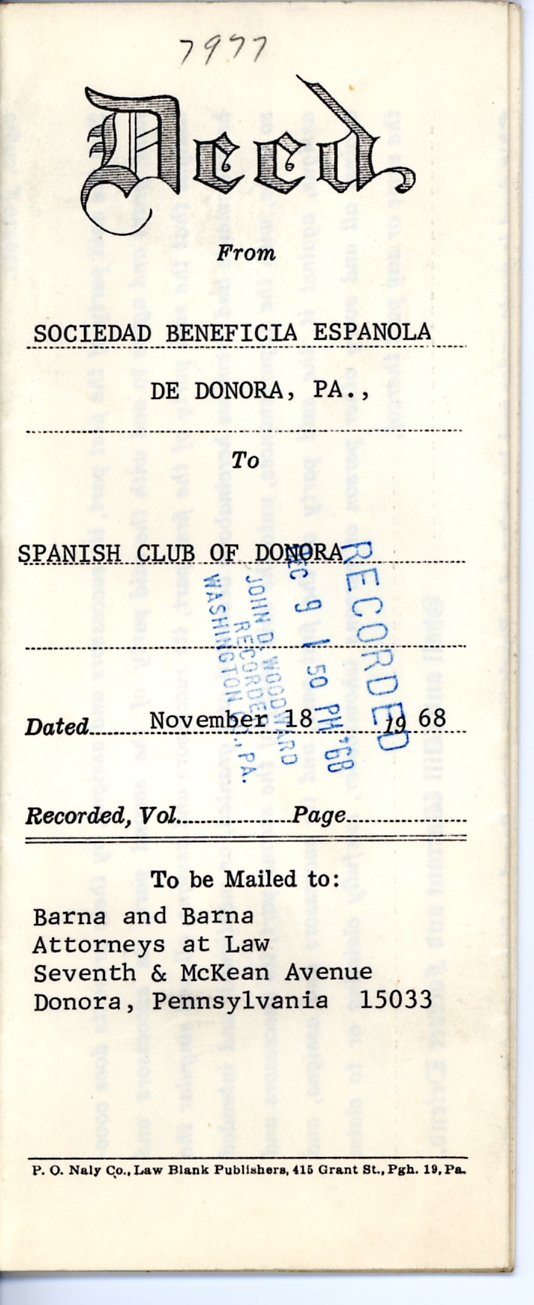 7977
Deed
From
SOCIEDAD BENEFICIA ESPANOLA
DE DONORA, PA.,
To
SPANISH CLUB OF DONORA
RECORDED
DEC 9 1 50 PM '68
JOHN D. WOODWARD
RECORDER
WASHINGTON CO., PA.
Dated November 18 19 68
Recorded, Vol. Page
To be Mailed to:
Barna and Barna
Attorneys at Law
Seventh & McKean Avenue
Donora, Pennsylvania 15033
P. O. Naly Co., Law Blank Publishers, 415 Grant St., Pgh. 19, Pa.